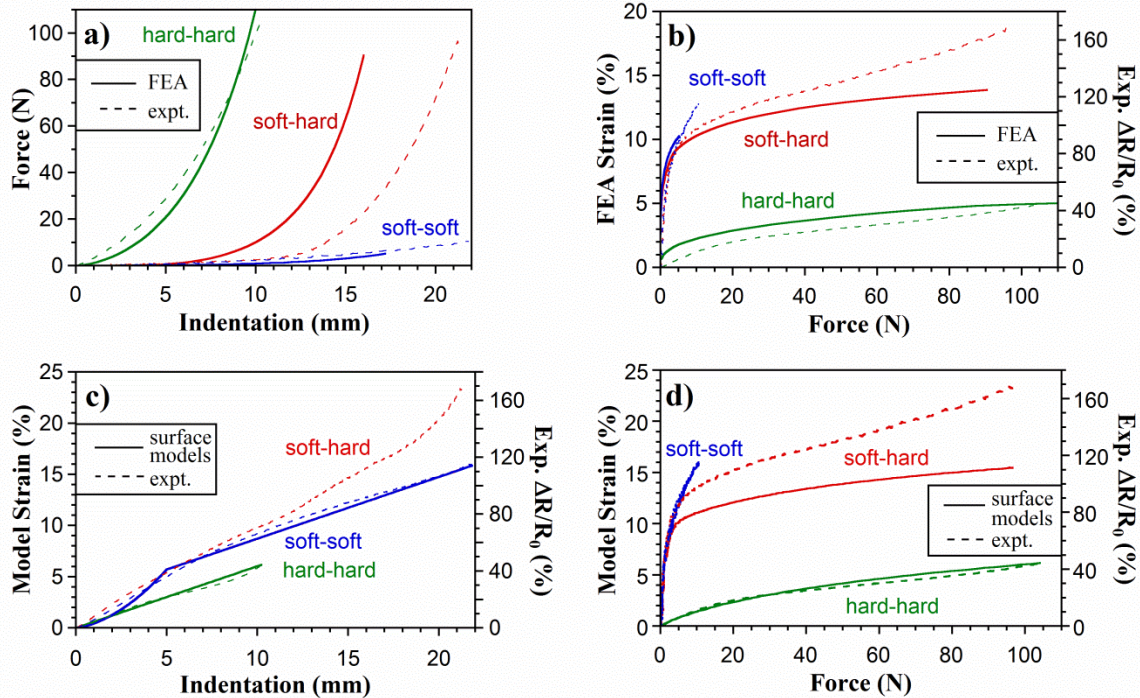 a)
hard-hard
FEA
expt.
soft-hard
soft-soft
Force (N)
100
80
60
40
20
0
0 5 10 15 20
Indentation (mm)
b)
soft-soft
soft-hard
FEA
expt.
hard-hard
FEA Strain (%)
20
15
10
5
0
Exp. ΔR/R0 (%)
160
120
80
40
0
0 20 40 60 80 100
Force (N)
c)
surface
models
expt.
soft-hard
soft-soft
hard-hard
Model Strain (%)
25
20
15
10
5
0
Exp. ΔR/R0 (%)
160
120
80
40
0
0 5 10 15 20
Indentation (mm)
d)
soft-soft
soft-hard
surface
models
expt.
hard-hard
Model Strain (%)
25
20
15
10
5
0
Exp. ΔR/R0 (%)
160
120
80
40
0
0 20 40 60 80 100
Force (N)